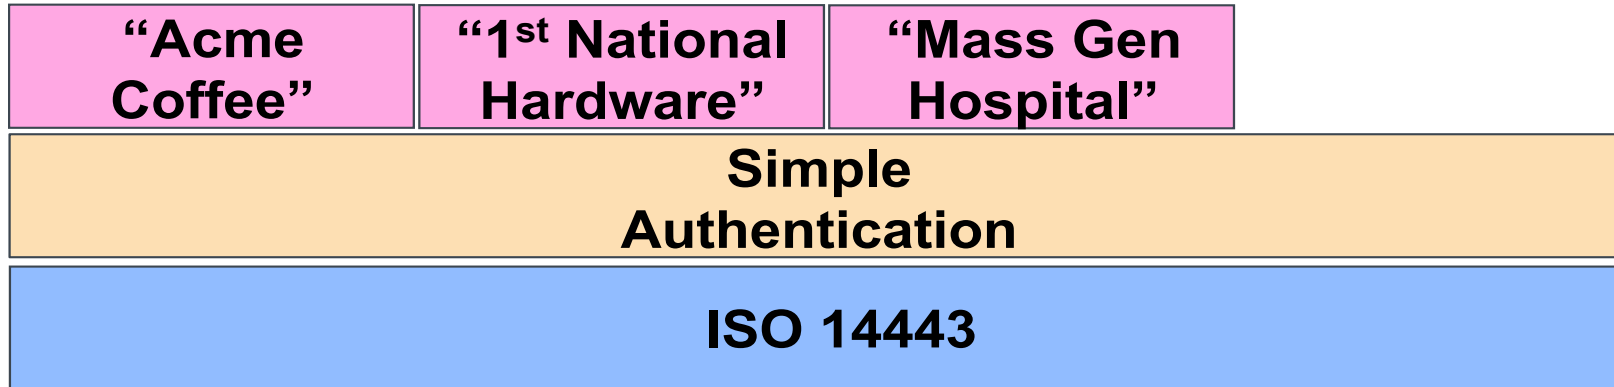 “Acme
Coffee”
“1st National
Hardware”
“Mass Gen
Hospital”
Simple
Authentication
ISO 14443